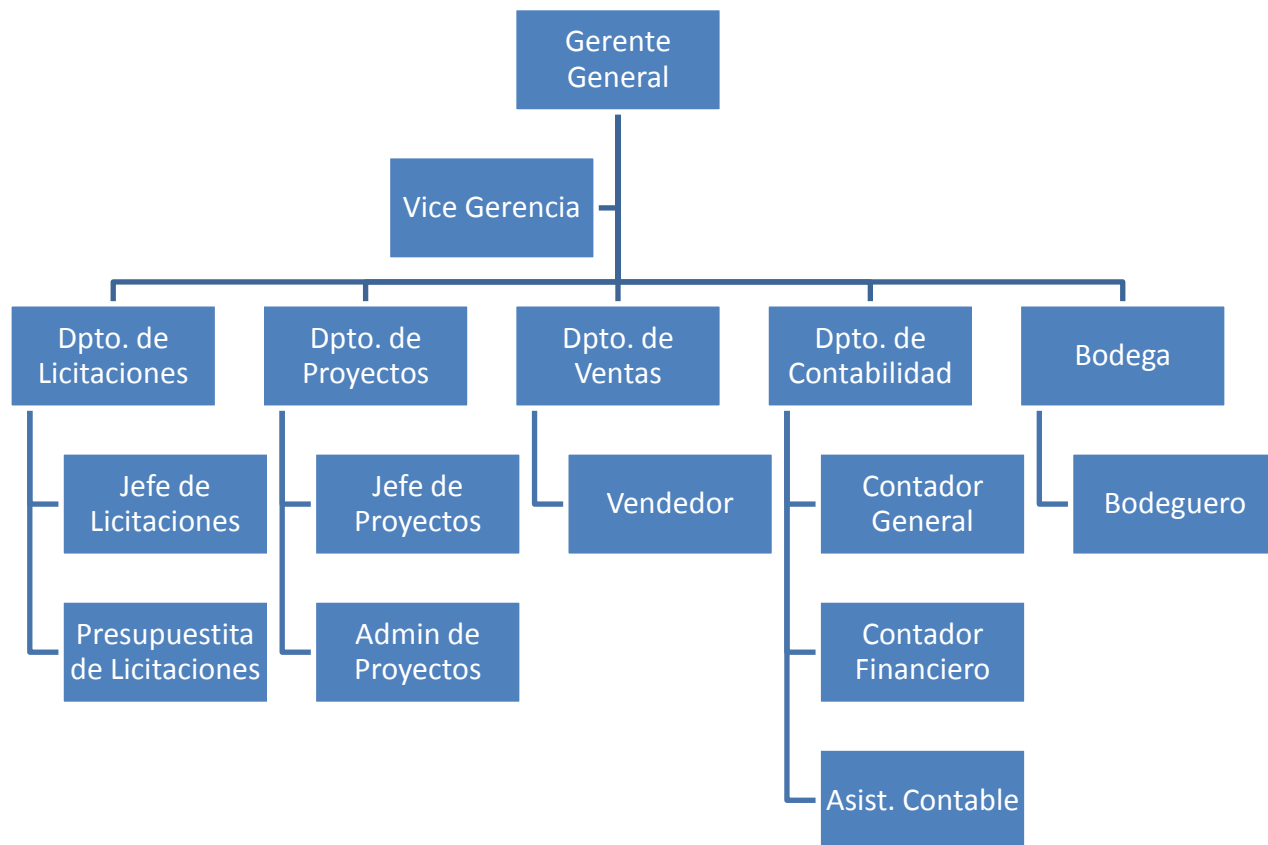 Gerente
General
Vice Gerencia
Dpto. de
Licitaciones
Dpto. de
Proyectos
Dpto. de
Ventas
Dpto. de
Contabilidad
Bodega
Jefe de
Licitaciones
Jefe de
Proyectos
Vendedor
Contador
General
Bodeguero
Presupuestita
de Licitaciones
Admin de
Proyectos
Contador
Financiero
Asist. Contable